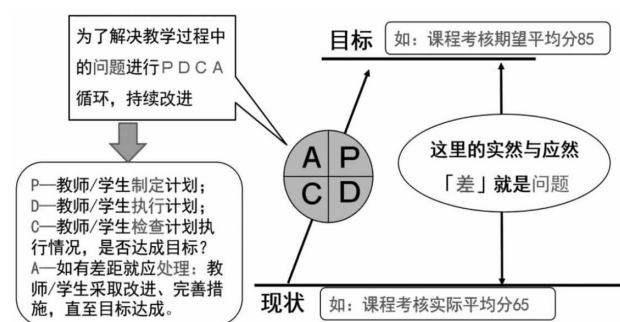 为了解决教学过程中
的问题进行PDCA
循环，持续改进
P—教师/学生制定计划；
D—教师/学生执行计划；
C—教师/学生检查计划执
行情况，是否达成目标？
A—如有差距就应处理：教
师/学生采取改进、完善措
施，直至目标达成。
目标
如：课程考核期望平均分85
A P
C D
这里的实然与应然
「差」就是问题
现状
如：课程考核实际平均分65